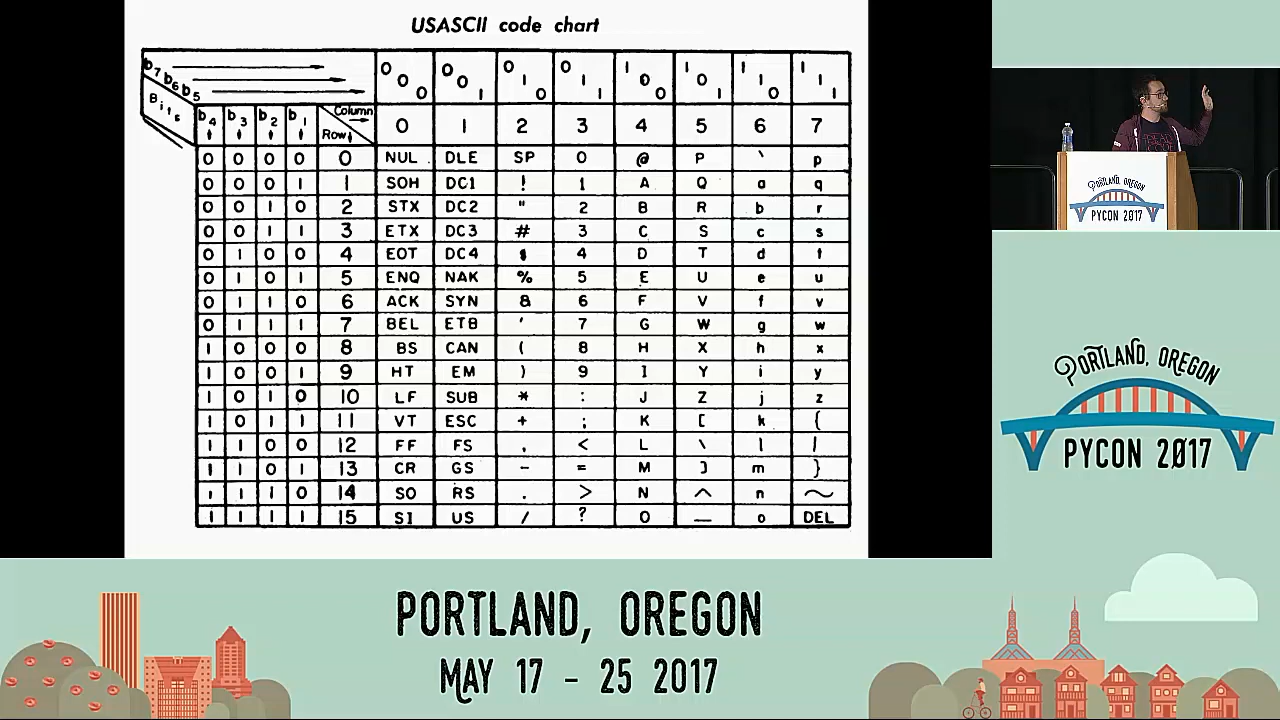 USASCII code chart
b7 b6 b5
Bits
b4 b3 b2 b1 Column
Row
0 0 0 0 0 1 0 1 0 0 1 1 1 0 0 1 0 1 1 1 0 1 1 1
0 1 2 3 4 5 6 7
0 0 0 0 0 NUL DLE SP 0 @ P ` p
0 0 0 1 1 SOH DC1 ! 1 A Q a q
0 0 1 0 2 STX DC2 " 2 B R b r
0 0 1 1 3 ETX DC3 # 3 C S c s
0 1 0 0 4 EOT DC4 $ 4 D T d t
0 1 0 1 5 ENQ NAK % 5 E U e u
0 1 1 0 6 ACK SYN & 6 F V f v
0 1 1 1 7 BEL ETB ' 7 G W g w
1 0 0 0 8 BS CAN ( 8 H X h x
1 0 0 1 9 HT EM ) 9 I Y i y
1 0 1 0 10 LF SUB * : J Z j z
1 0 1 1 11 VT ESC + ; K [ k {
1 1 0 0 12 FF FS , < L \ l |
1 1 0 1 13 CR GS - = M ] m }
1 1 1 0 14 SO RS . > N ^ n ~
1 1 1 1 15 SI US / ? O _ o DEL
PORTLAND, OREGON
PYCON 2017
PORTLAND, OREGON
PYCON 2017
PORTLAND, OREGON
MAY 17 - 25 2017